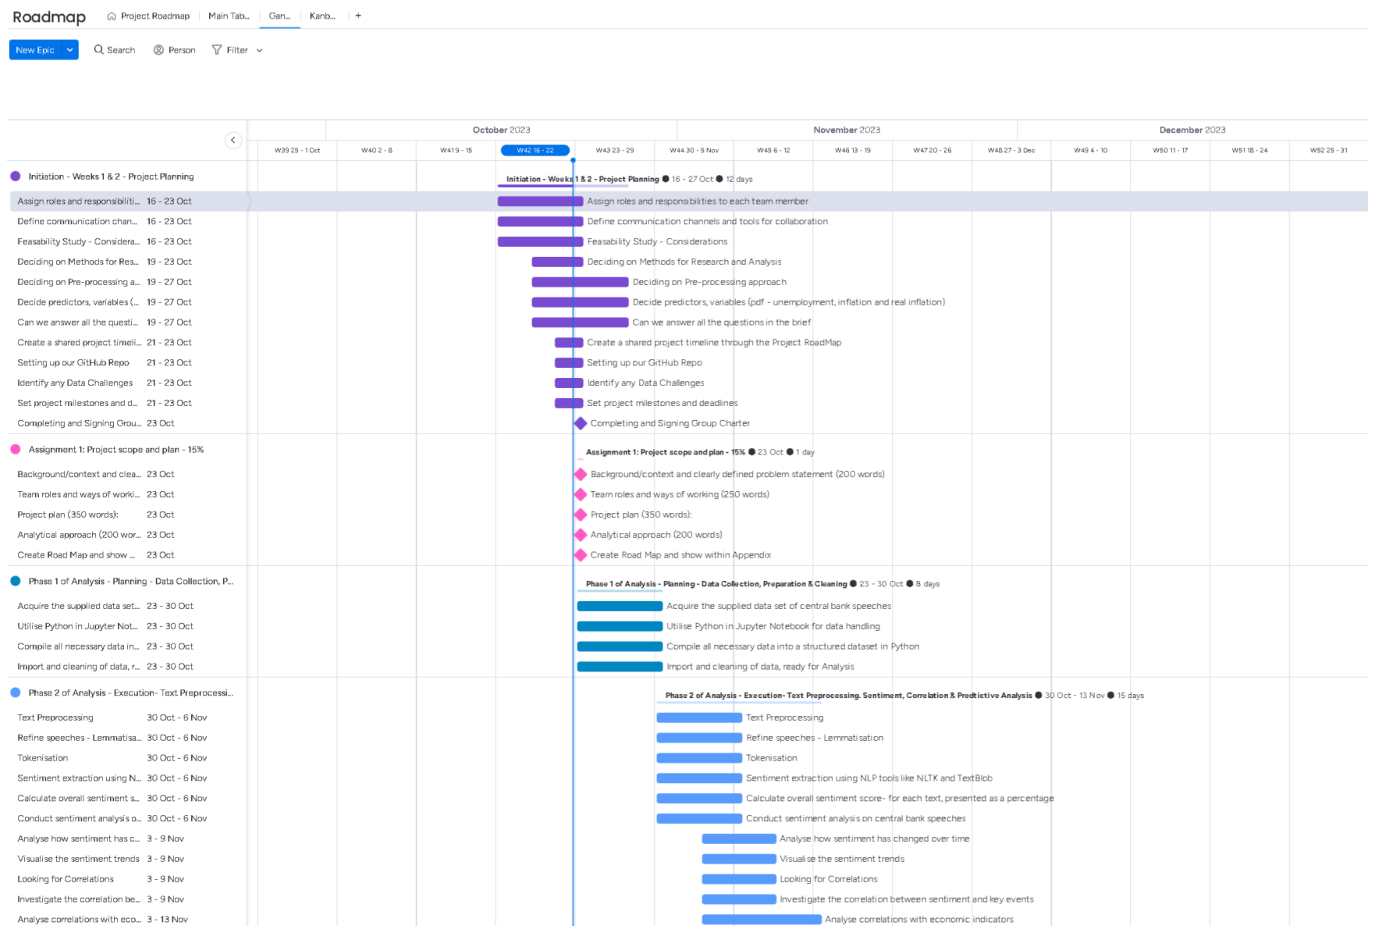 Roadmap Project Roadmap Main Tab... Gan... Kanb... +
New Epic Search Person Filter
October 2023 November 2023 December 2023
W39 25 - 1 Oct W40 2 - 8 W41 9 - 15 W42 16 - 22 W43 23 - 29 W44 30 - 5 Nov W45 6 - 12 W46 13 - 19 W47 20 - 26 W48 27 - 3 Dec W49 4 - 10 W50 11 - 17 W51 18 - 24 W52 25 - 31
Initiation - Weeks 1 & 2 - Project Planning Initiation - Weeks 1 & 2 - Project Planning ● 16 - 27 Oct ● 12 days
Assign roles and responsibiliti... 16 - 23 Oct Assign roles and responsibilities to each team member
Define communication chan... 16 - 23 Oct Define communication channels and tools for collaboration
Feasability Study - Considera... 16 - 23 Oct Feasability Study - Considerations
Deciding on Methods for Res... 19 - 23 Oct Deciding on Methods for Research and Analysis
Deciding on Pre-processing a... 19 - 27 Oct Deciding on Pre-processing approach
Decide predictors, variables (... 19 - 27 Oct Decide predictors, variables (pdf - unemployment, inflation and real inflation)
Can we answer all the questi... 19 - 27 Oct Can we answer all the questions in the brief
Create a shared project timeli... 21 - 23 Oct Create a shared project timeline through the Project RoadMap
Setting up our GitHub Repo 21 - 23 Oct Setting up our GitHub Repo
Identify any Data Challenges 21 - 23 Oct Identify any Data Challenges
Set project milestones and d... 21 - 23 Oct Set project milestones and deadlines
Completing and Signing Grou... 23 Oct Completing and Signing Group Charter
Assignment 1: Project scope and plan - 15% Assignment 1: Project scope and plan - 15% ● 23 Oct ● 1 day
Background/context and clea... 23 Oct Background/context and clearly defined problem statement (200 words)
Team roles and ways of worki... 23 Oct Team roles and ways of working (250 words)
Project plan (350 words): 23 Oct Project plan (350 words):
Analytical approach (200 wor... 23 Oct Analytical approach (200 words)
Create Road Map and show ... 23 Oct Create Road Map and show within Appendix
Phase 1 of Analysis - Planning - Data Collection, P... Phase 1 of Analysis - Planning - Data Collection, Preparation & Cleaning ● 23 - 30 Oct ● 8 days
Acquire the supplied data set... 23 - 30 Oct Acquire the supplied data set of central bank speeches
Utilise Python in Jupyter Not... 23 - 30 Oct Utilise Python in Jupyter Notebook for data handling
Compile all necessary data in... 23 - 30 Oct Compile all necessary data into a structured dataset in Python
Import and cleaning of data, r... 23 - 30 Oct Import and cleaning of data, ready for Analysis
Phase 2 of Analysis - Execution- Text Preprocessi... Phase 2 of Analysis - Execution- Text Preprocessing. Sentiment, Correlation & Predtictive Analysis ● 30 Oct - 13 Nov ● 15 days
Text Preprocessing 30 Oct - 6 Nov Text Preprocessing
Refine speeches - Lemmatisa... 30 Oct - 6 Nov Refine speeches - Lemmatisation
Tokenisation 30 Oct - 6 Nov Tokenisation
Sentiment extraction using N... 30 Oct - 6 Nov Sentiment extraction using NLP tools like NLTK and TextBlob
Calculate overall sentiment s... 30 Oct - 6 Nov Calculate overall sentiment score- for each text, presented as a percentage
Conduct sentiment analysis o... 30 Oct - 6 Nov Conduct sentiment analysis on central bank speeches
Analyse how sentiment has c... 3 - 9 Nov Analyse how sentiment has changed over time
Visualise the sentiment trends 3 - 9 Nov Visualise the sentiment trends
Looking for Correlations 3 - 9 Nov Looking for Correlations
Investigate the correlation be... 3 - 9 Nov Investigate the correlation between sentiment and key events
Analyse correlations with eco... 3 - 13 Nov Analyse correlations with economic indicators